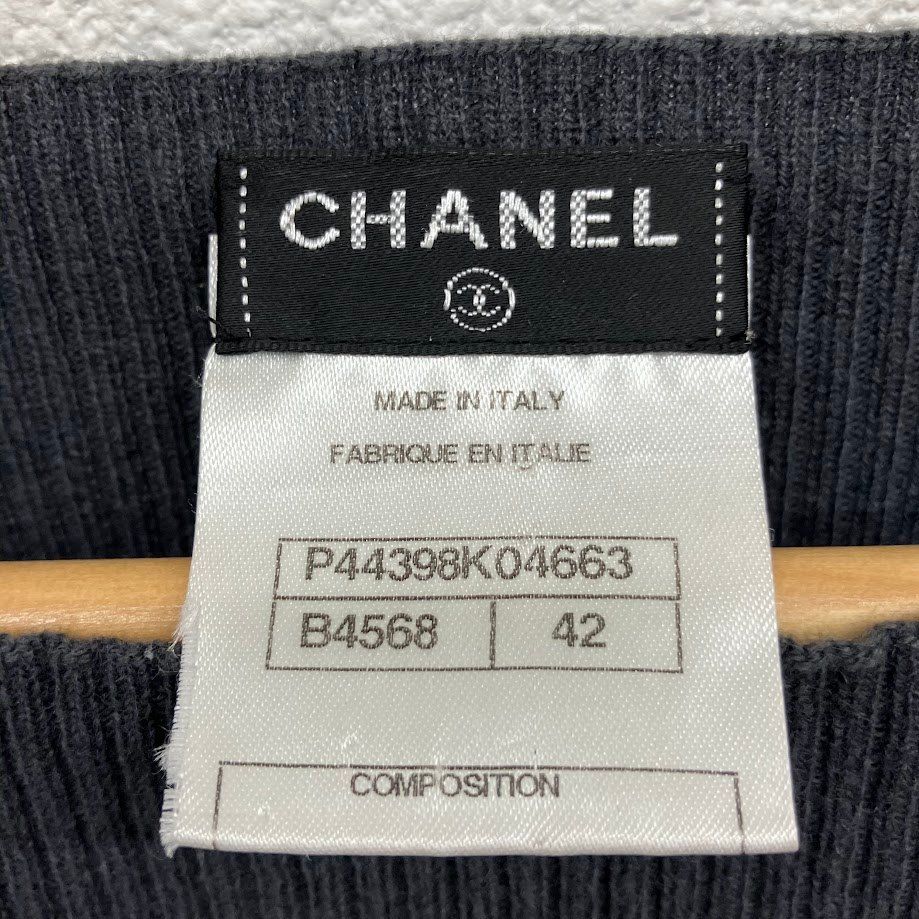 CHANEL
MADE IN ITALY
FABRIQUE EN ITALIE
P44398K04663
B4568 42
COMPOSITION